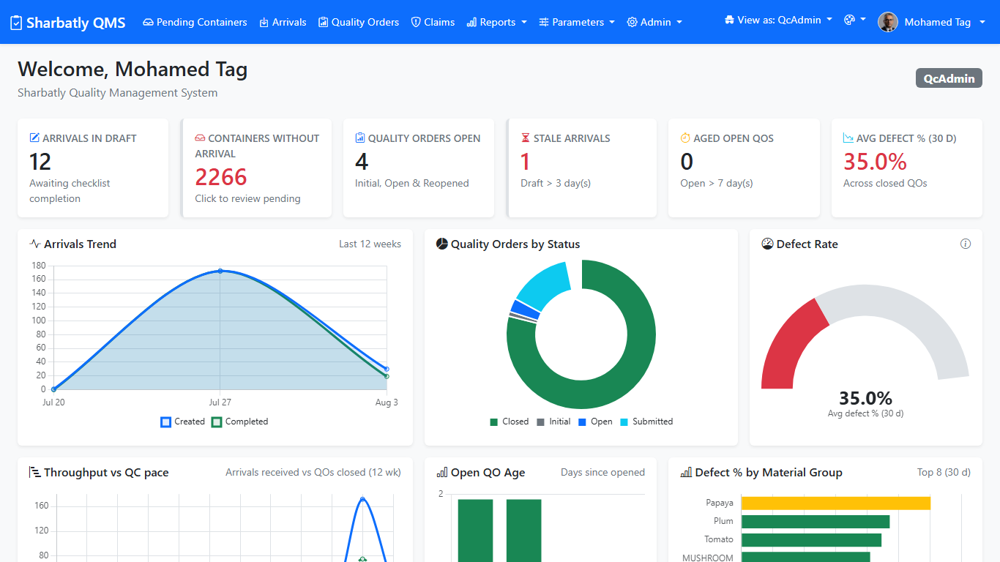 Sharbatly QMS Pending Containers Arrivals Quality Orders Claims Reports Parameters Admin View as: QcAdmin Mohamed Tag
Welcome, Mohamed Tag
Sharbatly Quality Management System
QcAdmin
ARRIVALS IN DRAFT
12
Awaiting checklist
completion
CONTAINERS WITHOUT
ARRIVAL
2266
Click to review pending
QUALITY ORDERS OPEN
4
Initial, Open & Reopened
STALE ARRIVALS
1
Draft > 3 day(s)
AGED OPEN QOS
0
Open > 7 day(s)
AVG DEFECT % (30 D)
35.0%
Across closed QOs
Arrivals Trend Last 12 weeks
180
160
140
120
100
80
60
40
20
0
Jul 20 Jul 27 Aug 3
Created Completed
Quality Orders by Status
Closed Initial Open Submitted
Defect Rate
35.0%
Avg defect % (30 d)
Throughput vs QC pace Arrivals received vs QOs closed (12 wk)
160
120
80
Open QO Age Days since opened
2
Defect % by Material Group Top 8 (30 d)
Papaya
Plum
Tomato
MUSHROOM